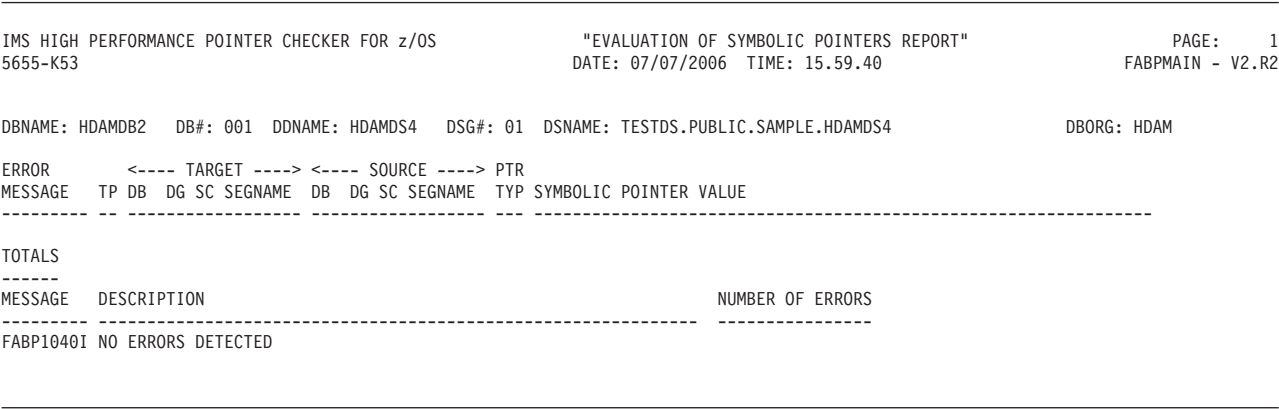 IMS HIGH PERFORMANCE POINTER CHECKER FOR z/OS "EVALUATION OF SYMBOLIC POINTERS REPORT" PAGE: 1
5655-K53 DATE: 07/07/2006 TIME: 15.59.40 FABPMAIN - V2.R2
DBNAME: HDAMDB2 DB#: 001 DDNAME: HDAMDS4 DSG#: 01 DSNAME: TESTDS.PUBLIC.SAMPLE.HDAMDS4 DBORG: HDAM
ERROR <---- TARGET ----> <---- SOURCE ----> PTR
MESSAGE TP DB DG SC SEGNAME DB DG SC SEGNAME TYP SYMBOLIC POINTER VALUE
--------- -- ------------------ ------------------ --- ----------------------------------------------------------------
TOTALS
------
MESSAGE DESCRIPTION NUMBER OF ERRORS
--------- -------------------------------------------------------------- ----------------
FABP1040I NO ERRORS DETECTED